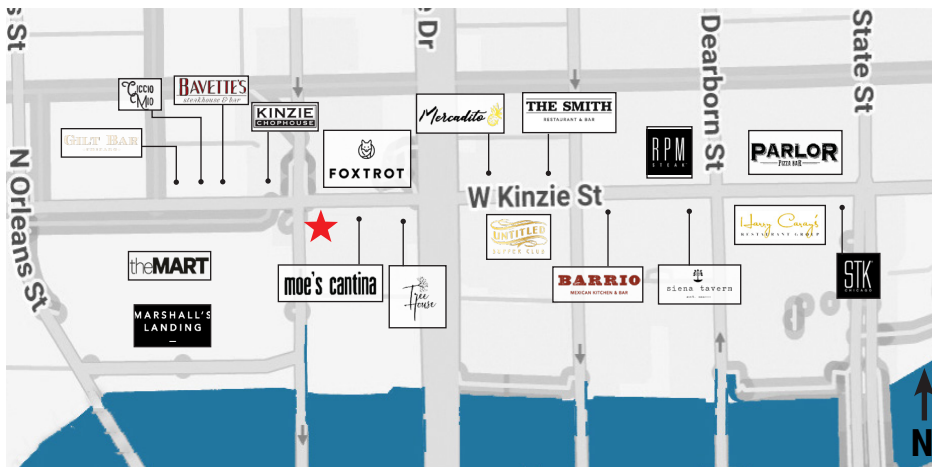 s St
e Dr
Dearborn St
State St
CICCIO
MIO
BAVETTE'S
steakhouse & bar
KINZIE
CHOPHOUSE
Mercadito
THE SMITH
RESTAURANT & BAR
GILT BAR
FOXTROT
RPM
STEAK
PARLOR
PIZZA BAR
N Orleans St
W Kinzie St
UNTITLED
SUPPER CLUB
Harry Caray's
RESTAURANT GROUP
theMART
moe's cantina
Tree
House
BARRIO
MEXICAN KITCHEN & BAR
siena tavern
STK
CHICAGO
MARSHALL'S
LANDING
N